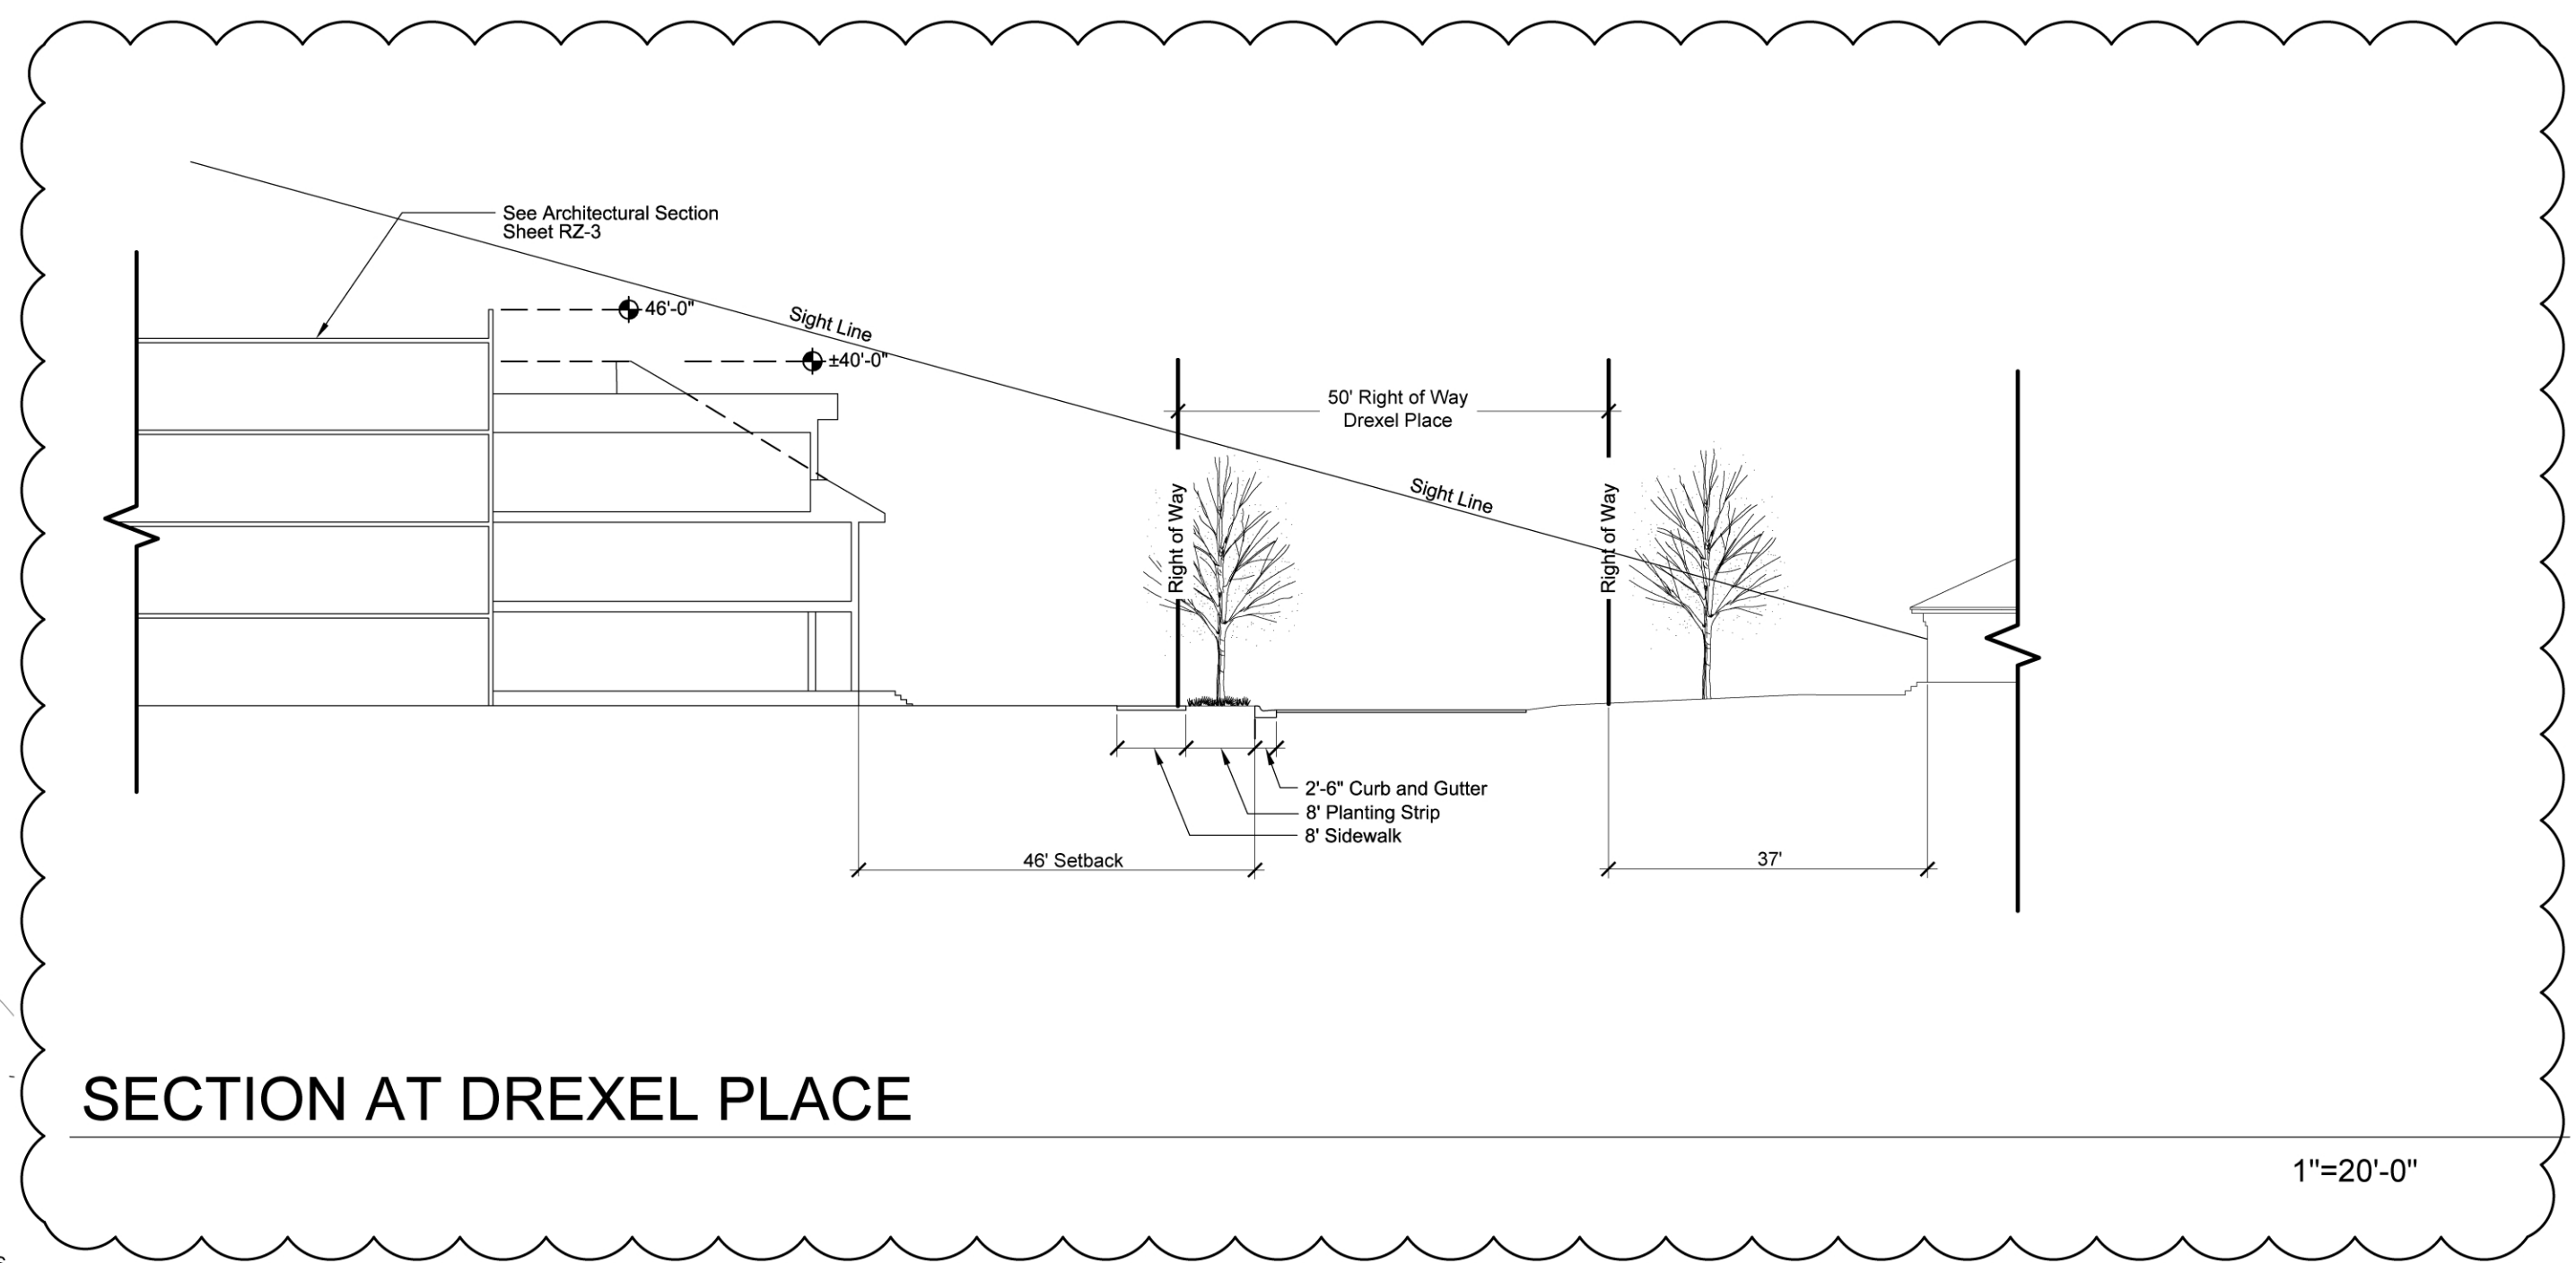 See Architectural Section
Sheet RZ-3
46'-0"
±40'-0"
Sight Line
50' Right of Way
Drexel Place
Sight Line
Right of Way
Right of Way
2'-6" Curb and Gutter
8' Planting Strip
8' Sidewalk
46' Setback
37'
SECTION AT DREXEL PLACE
1"=20'-0"